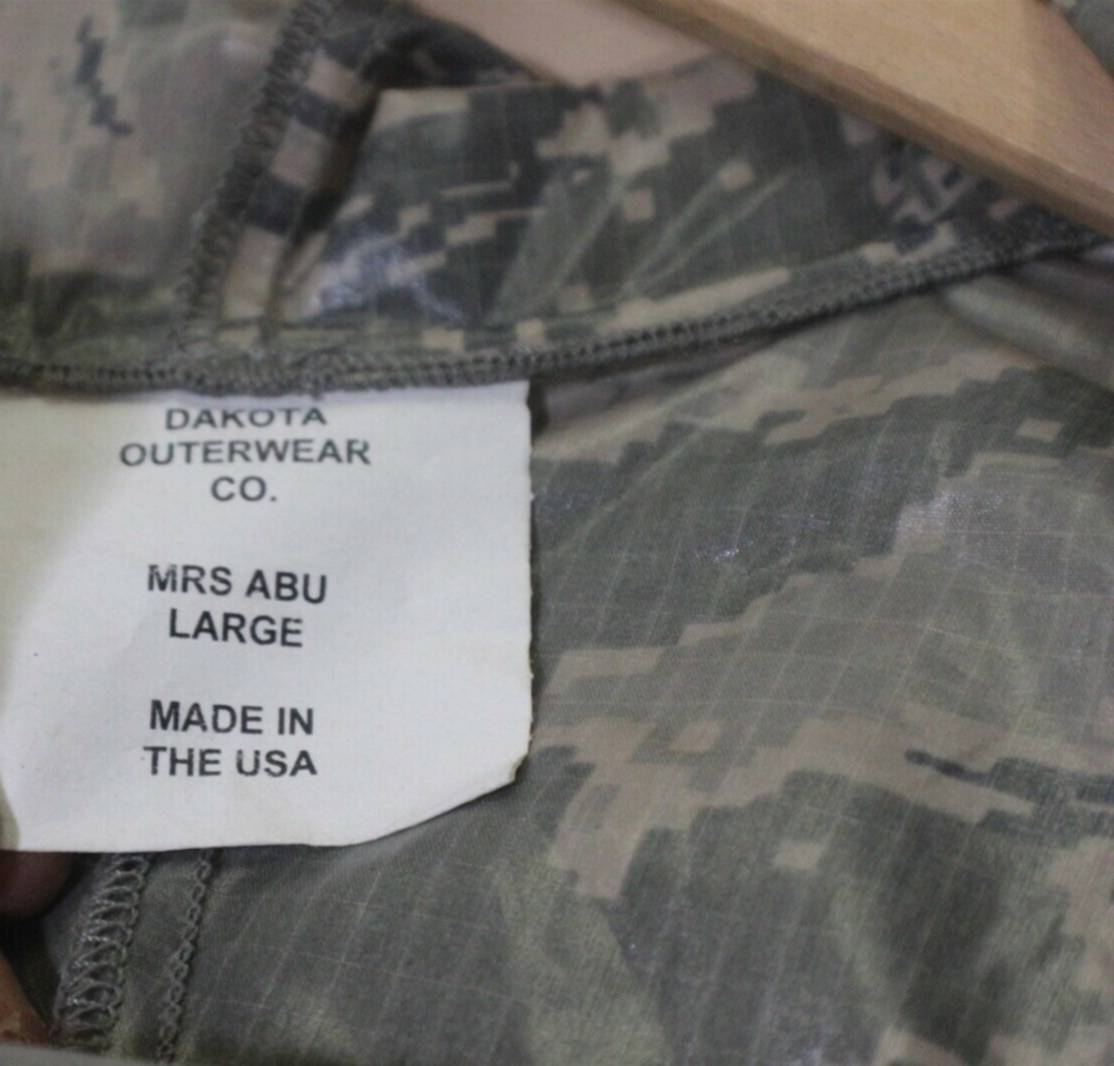 DAKOTA
OUTERWEAR
CO.
MRS ABU
LARGE
MADE IN
THE USA